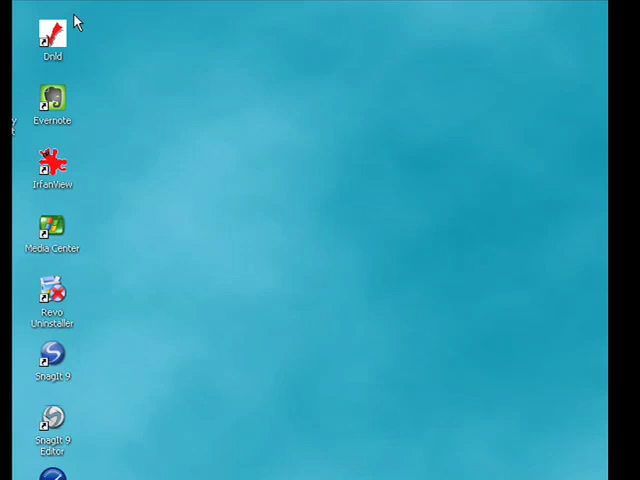 Dnld
Evernote
IrfanView
Media Center
Revo
Uninstaller
SnagIt 9
SnagIt 9
Editor